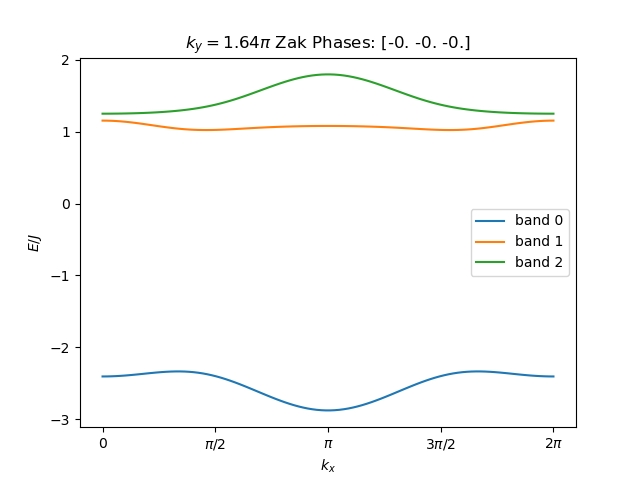 k_y = 1.64π Zak Phases: [-0. -0. -0.]
2
1
0
−1
−2
−3
E/J
band 0
band 1
band 2
0 π/2 π 3π/2 2π
k_x